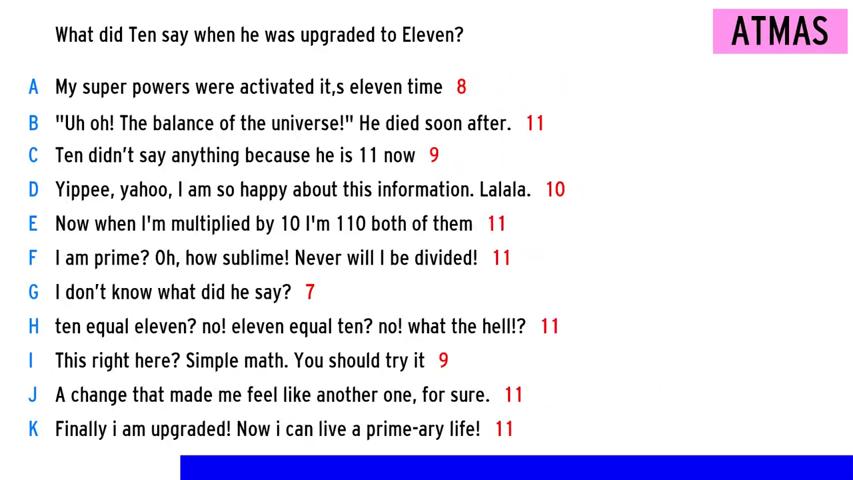 What did Ten say when he was upgraded to Eleven?
ATMAS
A My super powers were activated it,s eleven time 8
B "Uh oh! The balance of the universe!" He died soon after. 11
C Ten didn't say anything because he is 11 now 9
D Yippee, yahoo, I am so happy about this information. Lalala. 10
E Now when I'm multiplied by 10 I'm 110 both of them 11
F I am prime? Oh, how sublime! Never will I be divided! 11
G I don't know what did he say? 7
H ten equal eleven? no! eleven equal ten? no! what the hell!? 11
I This right here? Simple math. You should try it 9
J A change that made me feel like another one, for sure. 11
K Finally i am upgraded! Now i can live a prime-ary life! 11